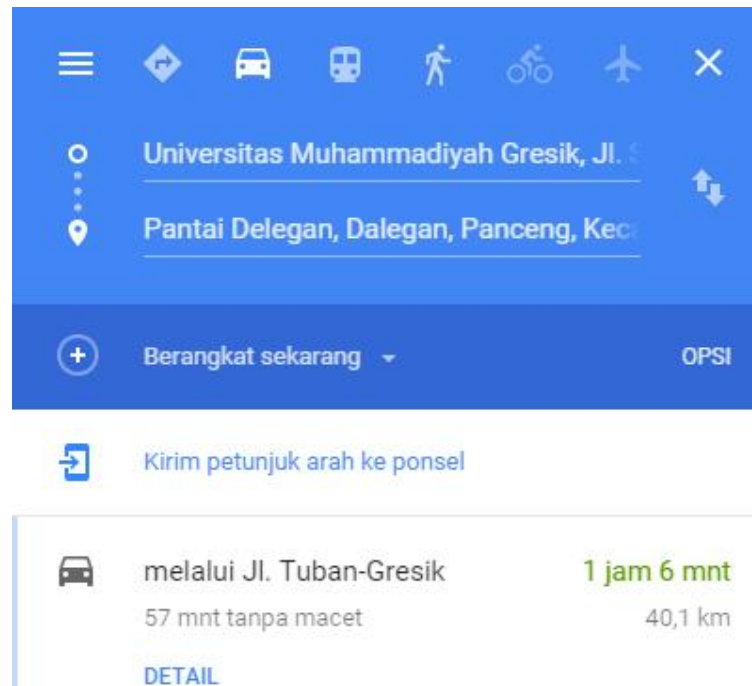 Universitas Muhammadiyah Gresik, Jl.
Pantai Delegan, Dalegan, Panceng, Kec
Berangkat sekarang
OPSI
Kirim petunjuk arah ke ponsel
melalui Jl. Tuban-Gresik 1 jam 6 mnt
57 mnt tanpa macet 40,1 km
DETAIL